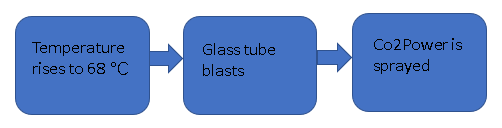 Temperature
rises to 68 °C
Glass tube
blasts
Co2Power is
sprayed